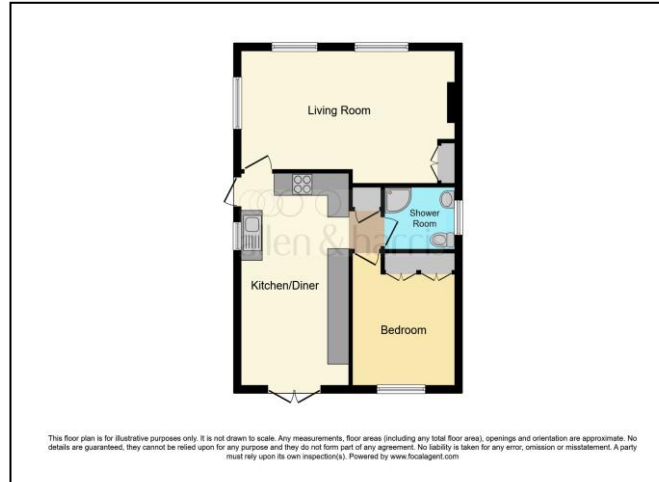 Living Room
Shower
Room
allen & harris
Kitchen/Diner
Bedroom
This floor plan is for illustrative purposes only. It is not drawn to scale. Any measurements, floor areas (including any total floor area), openings and orientation are approximate. No
details are guaranteed, they cannot be relied upon for any purpose and they do not form part of any agreement. No liability is taken for any error, omission or misstatement. A party
must rely upon its own inspection(s). Powered by www.focalagent.com